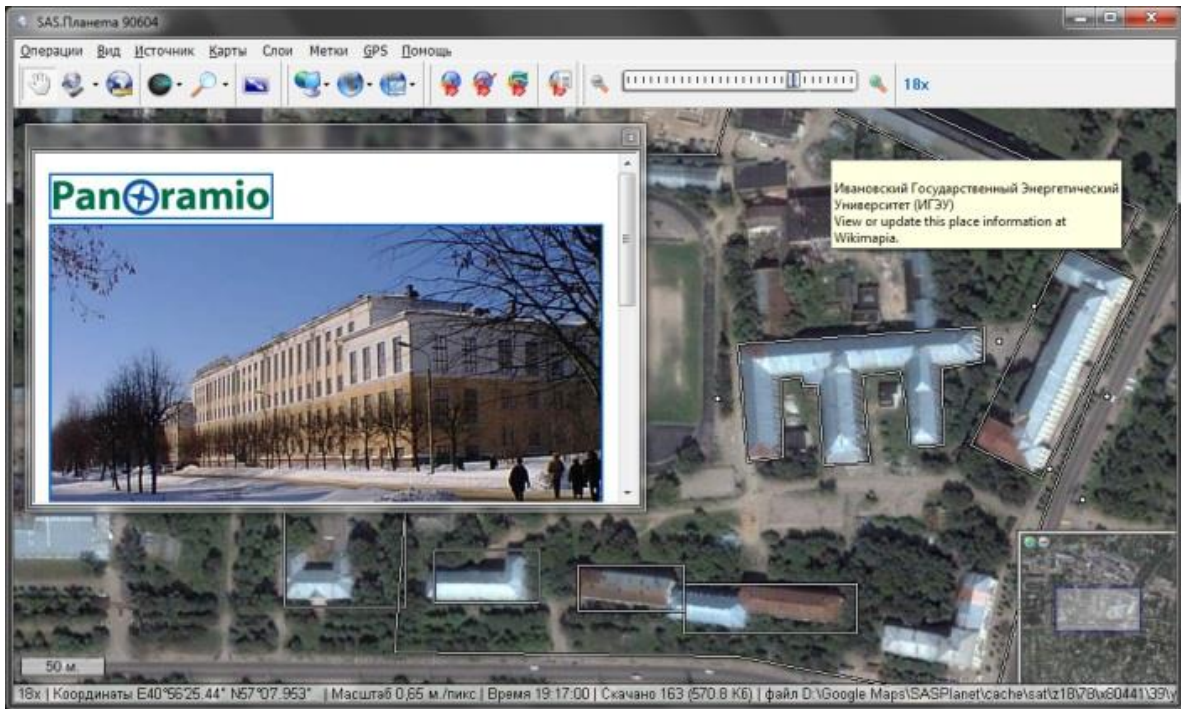 SAS.Планета 90604
Операции Вид Источник Карты Слои Метки GPS Помощь
18x
Panoramio
Ивановский Государственный Энергетический
Университет (ИГЭУ)
View or update this place information at
Wikimapia.
50 м.
18x | Координаты E40°56'25.44" N57°07.953" | Масштаб 0,65 м./пикс | Время 19:17:00 | Скачано 163 (570.8 Кб) | файл D:\Google Maps\SASPlanet\cache\sat\z18\78\x80441\39\y